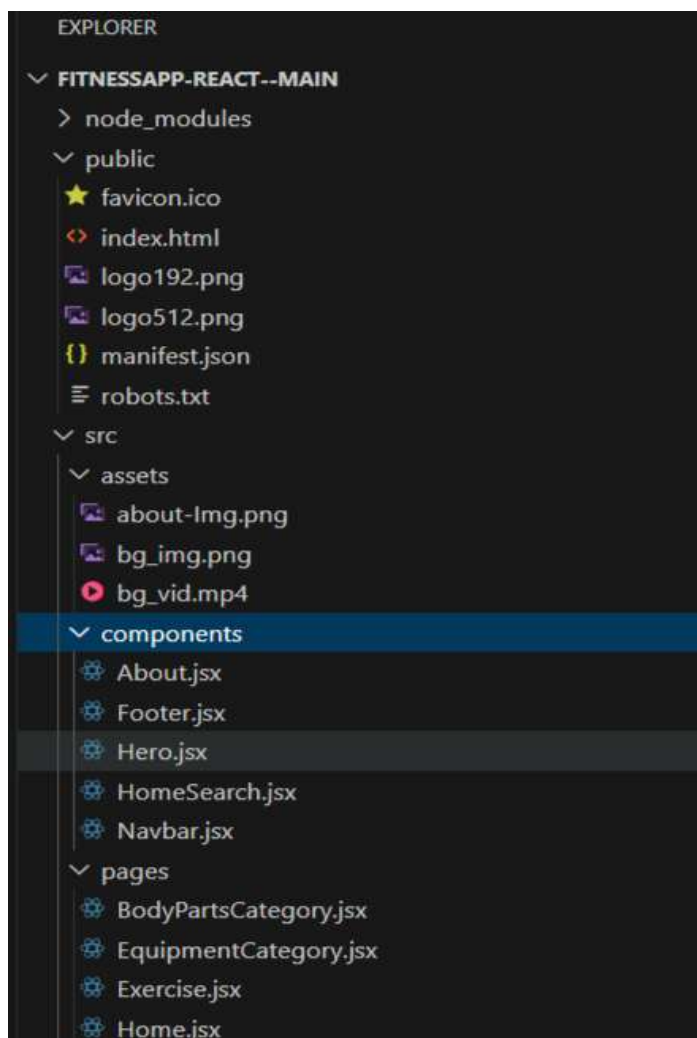 EXPLORER
FITNESSAPP-REACT--MAIN
node_modules
public
favicon.ico
index.html
logo192.png
logo512.png
manifest.json
robots.txt
src
assets
about-Img.png
bg_img.png
bg_vid.mp4
components
About.jsx
Footer.jsx
Hero.jsx
HomeSearch.jsx
Navbar.jsx
pages
BodyPartsCategory.jsx
EquipmentCategory.jsx
Exercise.jsx
Home.jsx